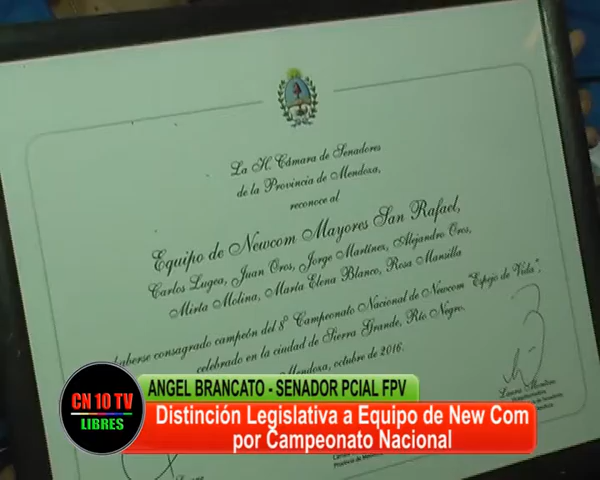 La H. Cámara de Senadores
de la Provincia de Mendoza,
reconoce al
Equipo de Newcom Mayores San Rafael,
Carlos Lugea, Juan Oros, Jorge Martínez, Alejandro Oros,
Mirta Molina, María Elena Blanco, Rosa Mansilla
haberse consagrado campeón del 8º Campeonato Nacional de Newcom "Espejo de Vida",
celebrado en la ciudad de Sierra Grande, Río Negro.
Mendoza, octubre de 2016.
CN 10 TV
LIBRES
ANGEL BRANCATO - SENADOR PCIAL FPV
Distinción Legislativa a Equipo de New Com
por Campeonato Nacional